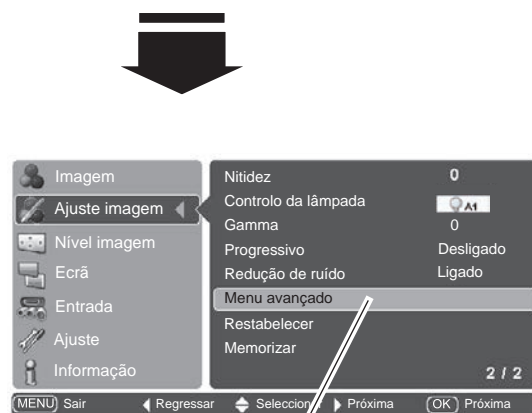 Imagem
Ajuste imagem
Nível imagem
Ecrã
Entrada
Ajuste
Informação
Nitidez 0
Controlo da lâmpada A1
Gamma 0
Progressivo Desligado
Redução de ruído Ligado
Menu avançado
Restabelecer
Memorizar
2 / 2
MENU Sair Regressar Seleccionar Próxima OK Próxima